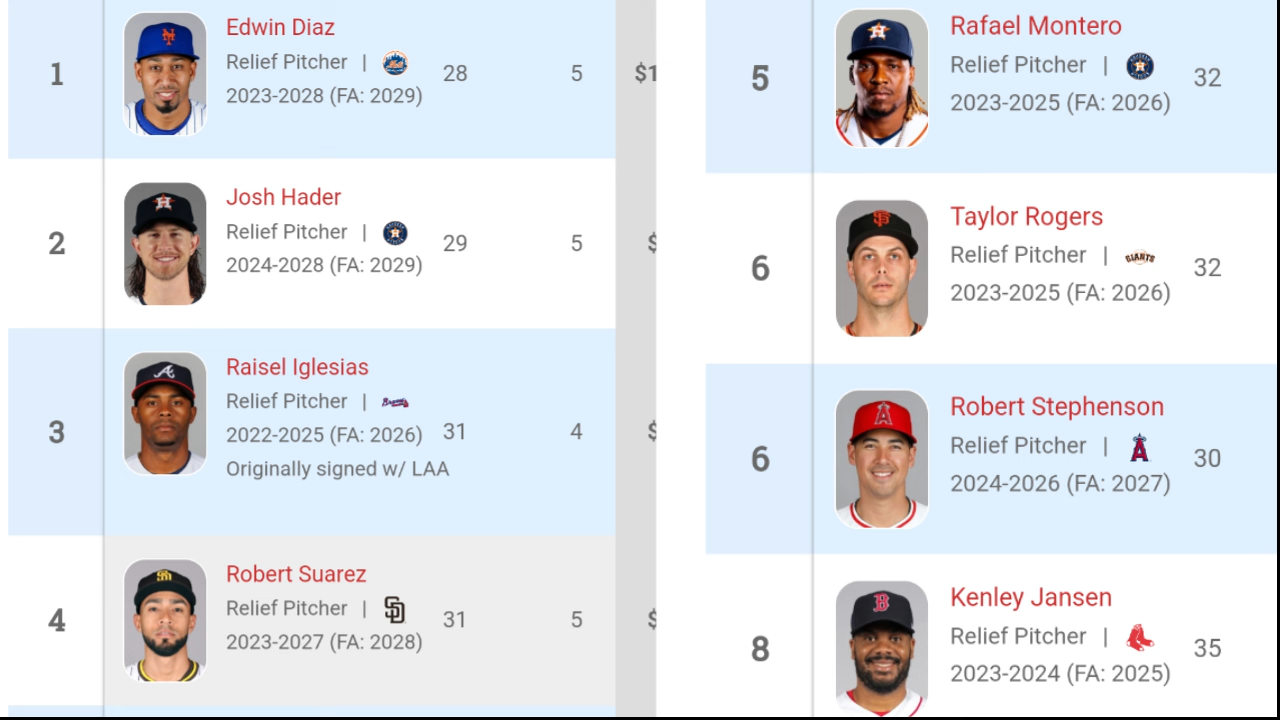 1
Edwin Diaz
Relief Pitcher |
2023-2028 (FA: 2029)
28
5
$1
2
Josh Hader
Relief Pitcher |
2024-2028 (FA: 2029)
29
5
$
3
Raisel Iglesias
Relief Pitcher | Braves
2022-2025 (FA: 2026)
Originally signed w/ LAA
31
4
$
4
Robert Suarez
Relief Pitcher | SD
2023-2027 (FA: 2028)
31
5
$
5
Rafael Montero
Relief Pitcher |
2023-2025 (FA: 2026)
32
6
Taylor Rogers
Relief Pitcher | GIANTS
2023-2025 (FA: 2026)
32
6
Robert Stephenson
Relief Pitcher | A
2024-2026 (FA: 2027)
30
8
Kenley Jansen
Relief Pitcher |
2023-2024 (FA: 2025)
35